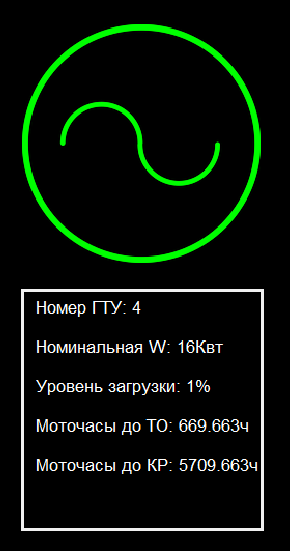 Номер ГТУ: 4
Номинальная W: 16Квт
Уровень загрузки: 1%
Моточасы до ТО: 669.663ч
Моточасы до КР: 5709.663ч